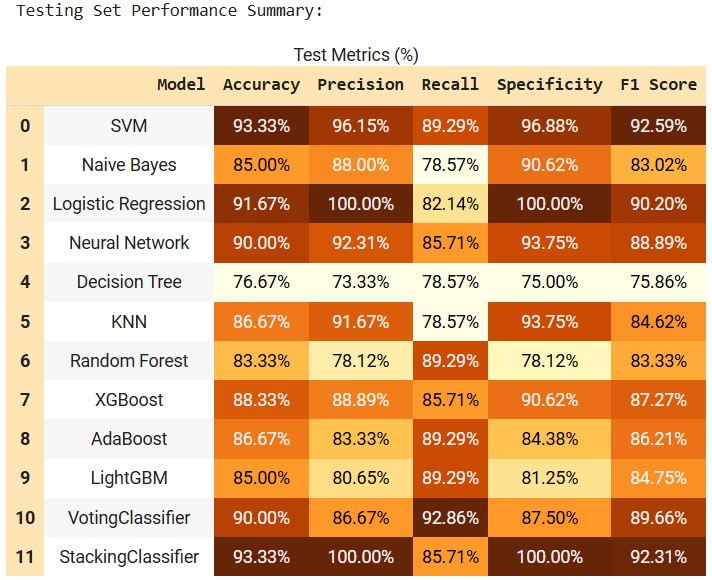 Testing Set Performance Summary:
Test Metrics (%)
Model Accuracy Precision Recall Specificity F1 Score
0 SVM 93.33% 96.15% 89.29% 96.88% 92.59%
1 Naive Bayes 85.00% 88.00% 78.57% 90.62% 83.02%
2 Logistic Regression 91.67% 100.00% 82.14% 100.00% 90.20%
3 Neural Network 90.00% 92.31% 85.71% 93.75% 88.89%
4 Decision Tree 76.67% 73.33% 78.57% 75.00% 75.86%
5 KNN 86.67% 91.67% 78.57% 93.75% 84.62%
6 Random Forest 83.33% 78.12% 89.29% 78.12% 83.33%
7 XGBoost 88.33% 88.89% 85.71% 90.62% 87.27%
8 AdaBoost 86.67% 83.33% 89.29% 84.38% 86.21%
9 LightGBM 85.00% 80.65% 89.29% 81.25% 84.75%
10 VotingClassifier 90.00% 86.67% 92.86% 87.50% 89.66%
11 StackingClassifier 93.33% 100.00% 85.71% 100.00% 92.31%